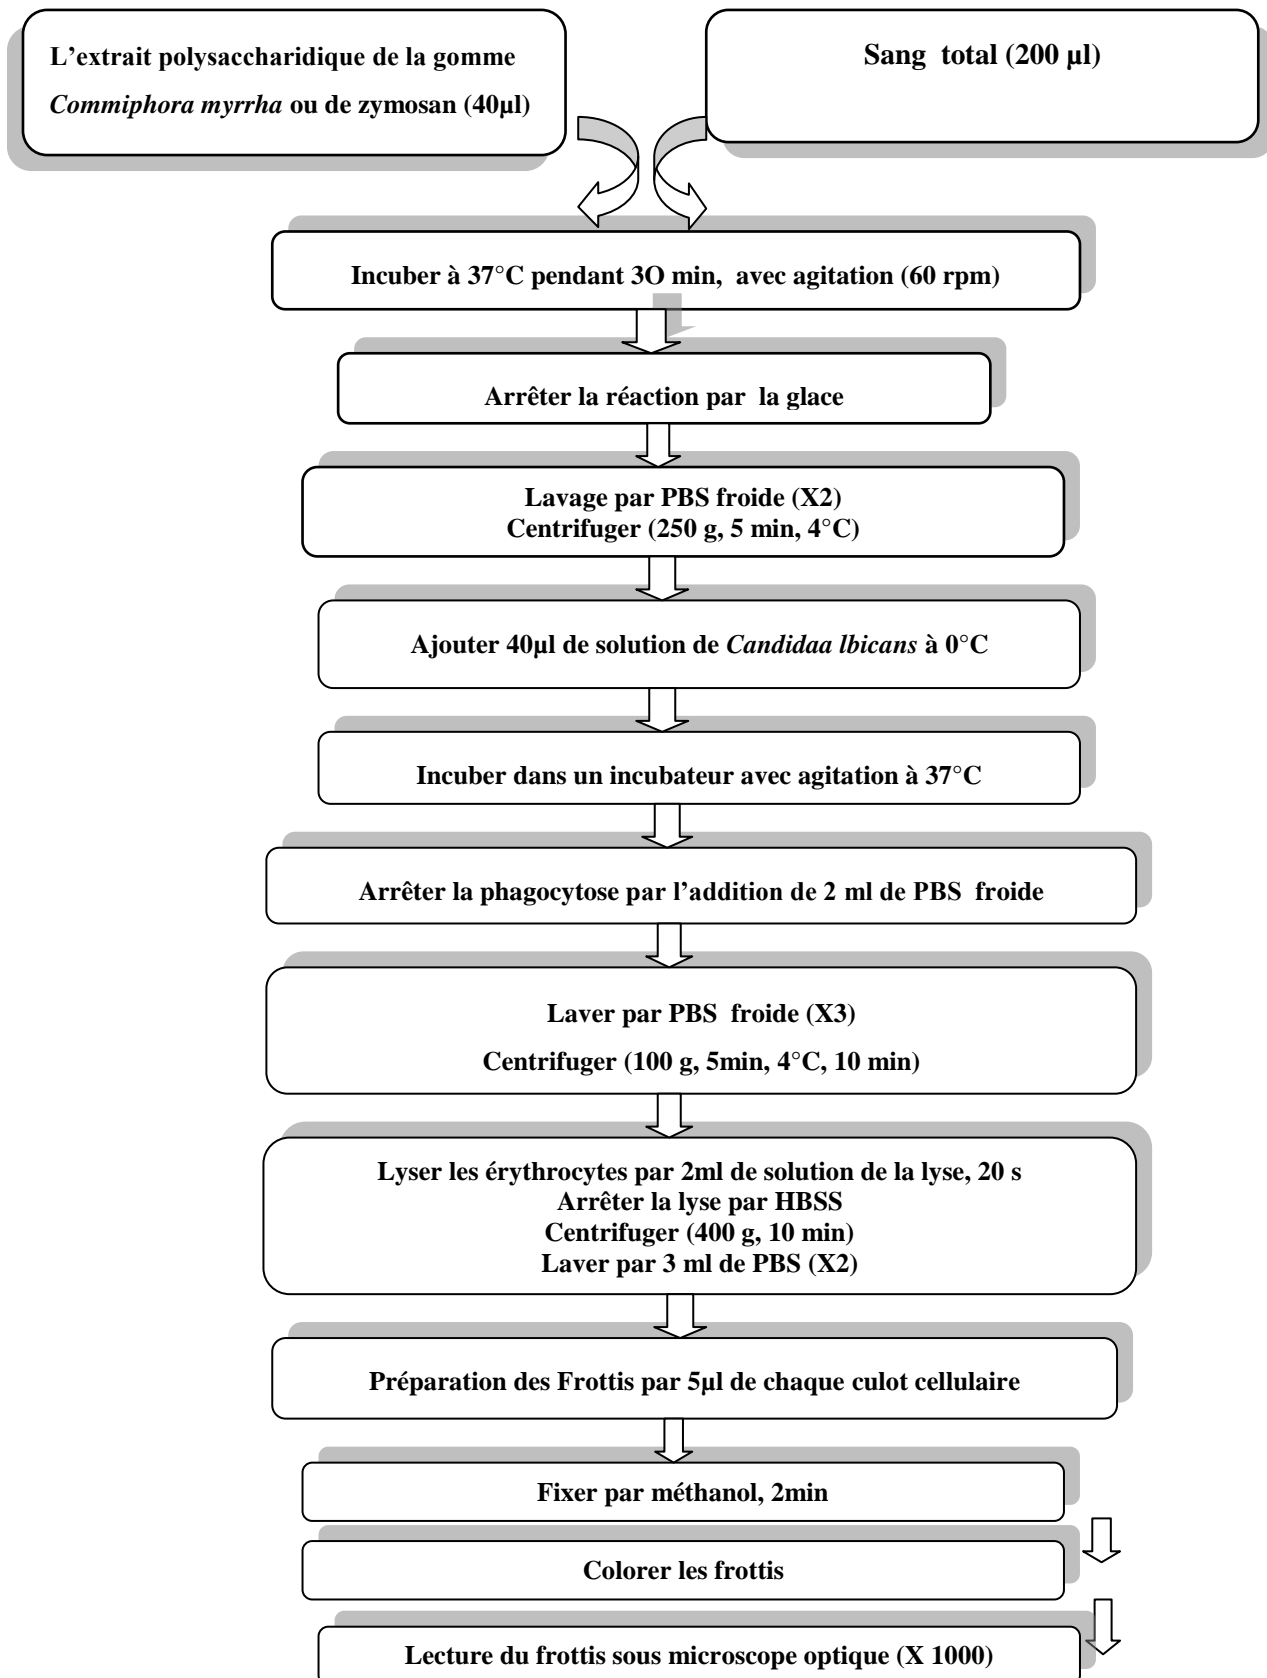 L'extrait polysaccharidique de la gomme
Commiphora myrrha ou de zymosan (40µl)
Sang total (200 µl)
Incuber à 37°C pendant 3O min, avec agitation (60 rpm)
Arrêter la réaction par la glace
Lavage par PBS froide (X2)
Centrifuger (250 g, 5 min, 4°C)
Ajouter 40µl de solution de Candidaa lbicans à 0°C
Incuber dans un incubateur avec agitation à 37°C
Arrêter la phagocytose par l'addition de 2 ml de PBS froide
Laver par PBS froide (X3)
Centrifuger (100 g, 5min, 4°C, 10 min)
Lyser les érythrocytes par 2ml de solution de la lyse, 20 s
Arrêter la lyse par HBSS
Centrifuger (400 g, 10 min)
Laver par 3 ml de PBS (X2)
Préparation des Frottis par 5µl de chaque culot cellulaire
Fixer par méthanol, 2min
Colorer les frottis
Lecture du frottis sous microscope optique (X 1000)